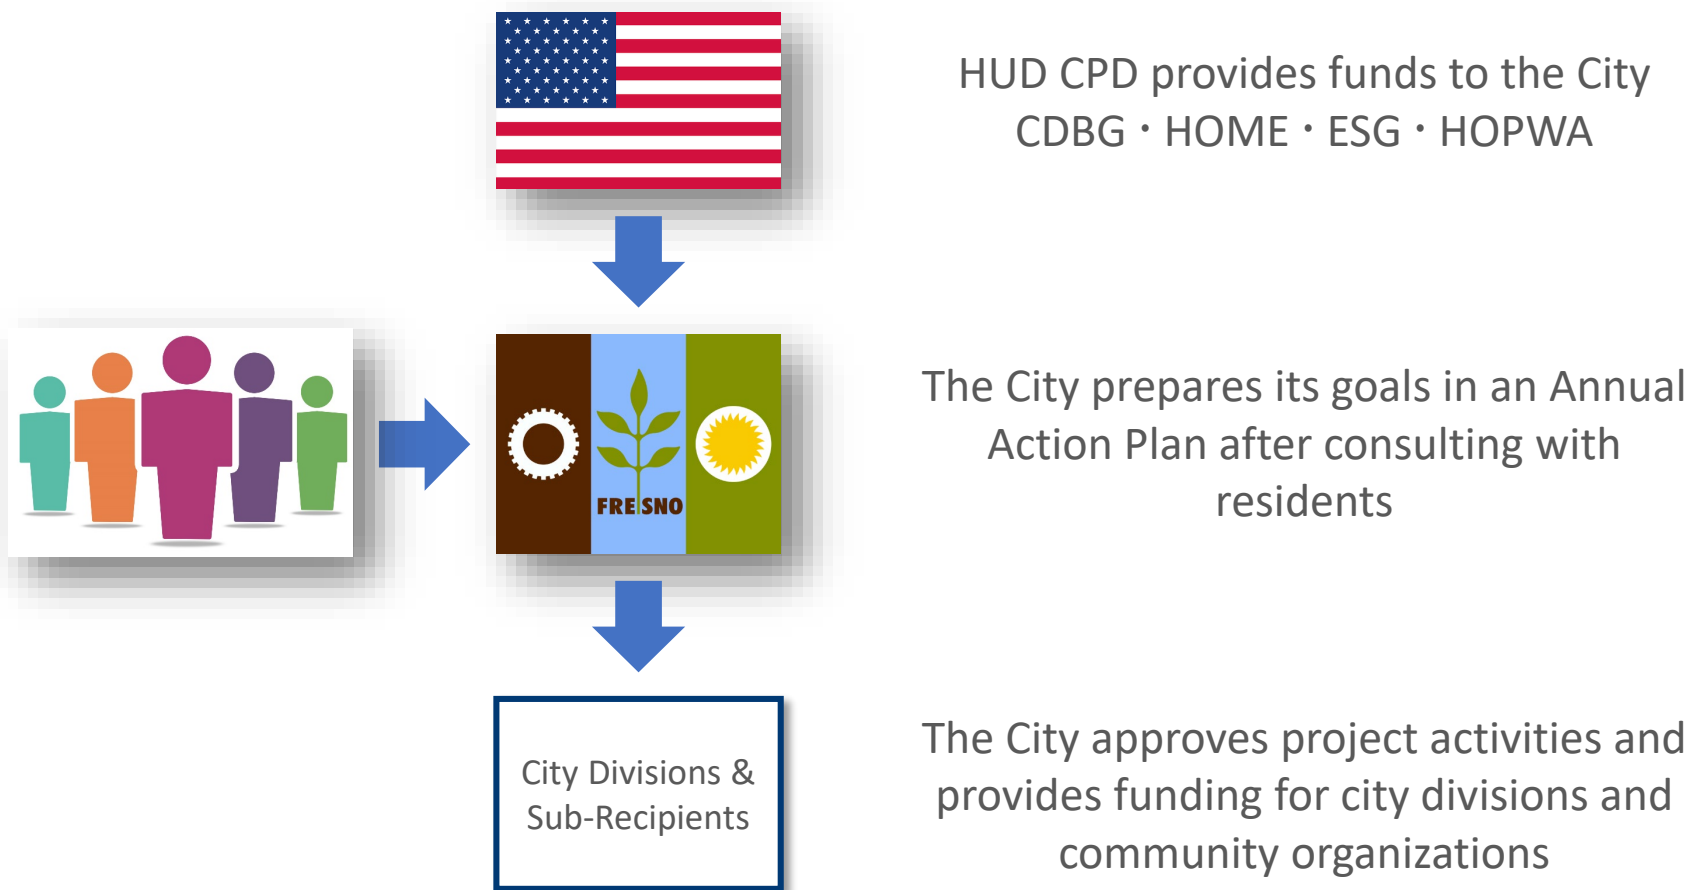 HUD CPD provides funds to the City
CDBG · HOME · ESG · HOPWA
FRESNO
The City prepares its goals in an Annual
Action Plan after consulting with
residents
City Divisions &
Sub-Recipients
The City approves project activities and
provides funding for city divisions and
community organizations